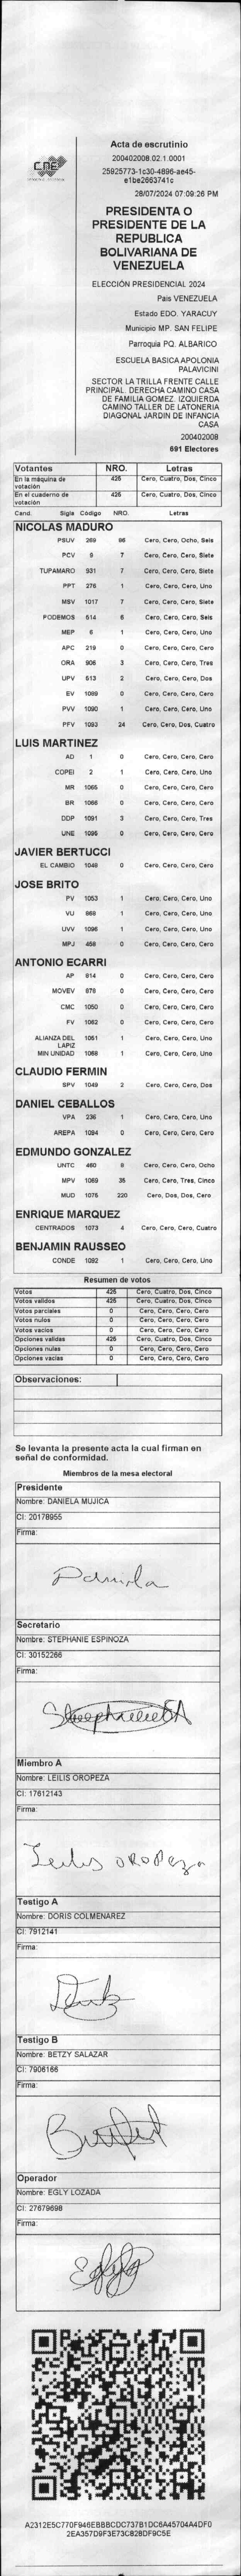 CNE
Acta de escrutinio
200402008.02.1.0001
25925773-1c30-4896-ae45-
e1be2663741c
28/07/2024 07:09:26 PM
PRESIDENTA O
PRESIDENTE DE LA
REPUBLICA
BOLIVARIANA DE
VENEZUELA
ELECCIÓN PRESIDENCIAL 2024
Pais VENEZUELA
Estado EDO. YARACUY
Municipio MP. SAN FELIPE
Parroquia PQ. ALBARICO
ESCUELA BASICA APOLONIA
PALAVICINI
SECTOR LA TRILLA FRENTE CALLE
PRINCIPAL. DERECHA CAMINO CASA
DE FAMILIA GOMEZ. IZQUIERDA
CAMINO TALLER DE LATONERIA
DIAGONAL JARDIN DE INFANCIA
CASA
200402008
691 Electores
Votantes NRO. Letras
En la máquina de votación 425 Cero, Cuatro, Dos, Cinco
En el cuaderno de votación 425 Cero, Cuatro, Dos, Cinco
Cand. Sigla Código NRO. Letras
NICOLAS MADURO
PSUV 269 86 Cero, Cero, Ocho, Seis
PCV 9 7 Cero, Cero, Cero, Siete
TUPAMARO 931 7 Cero, Cero, Cero, Siete
PPT 276 1 Cero, Cero, Cero, Uno
MSV 1017 7 Cero, Cero, Cero, Siete
PODEMOS 514 6 Cero, Cero, Cero, Seis
MEP 6 1 Cero, Cero, Cero, Uno
APC 219 0 Cero, Cero, Cero, Cero
ORA 906 3 Cero, Cero, Cero, Tres
UPV 613 2 Cero, Cero, Cero, Dos
EV 1099 0 Cero, Cero, Cero, Cero
PVV 1090 1 Cero, Cero, Cero, Uno
PFV 1093 24 Cero, Cero, Dos, Cuatro
LUIS MARTINEZ
AD 1 0 Cero, Cero, Cero, Cero
COPEI 2 1 Cero, Cero, Cero, Uno
MR 1065 0 Cero, Cero, Cero, Cero
BR 1066 0 Cero, Cero, Cero, Cero
DDP 1091 3 Cero, Cero, Cero, Tres
UNE 1095 0 Cero, Cero, Cero, Cero
JAVIER BERTUCCI
EL CAMBIO 1048 0 Cero, Cero, Cero, Cero
JOSE BRITO
PV 1053 1 Cero, Cero, Cero, Uno
VU 969 1 Cero, Cero, Cero, Uno
UVV 1096 1 Cero, Cero, Cero, Uno
MPJ 458 0 Cero, Cero, Cero, Cero
ANTONIO ECARRI
AP 814 0 Cero, Cero, Cero, Cero
MOVEV 878 0 Cero, Cero, Cero, Cero
CMC 1050 0 Cero, Cero, Cero, Cero
FV 1062 0 Cero, Cero, Cero, Cero
ALIANZA DEL LAPIZ 1051 1 Cero, Cero, Cero, Uno
MIN UNIDAD 1068 1 Cero, Cero, Cero, Uno
CLAUDIO FERMIN
SPV 1049 2 Cero, Cero, Cero, Dos
DANIEL CEBALLOS
VPA 236 1 Cero, Cero, Cero, Uno
AREPA 1094 0 Cero, Cero, Cero, Cero
EDMUNDO GONZALEZ
UNTC 460 8 Cero, Cero, Cero, Ocho
MPV 1069 35 Cero, Cero, Tres, Cinco
MUD 1075 220 Cero, Dos, Dos, Cero
ENRIQUE MARQUEZ
CENTRADOS 1073 4 Cero, Cero, Cero, Cuatro
BENJAMIN RAUSSEO
CONDE 1092 1 Cero, Cero, Cero, Uno
Resumen de votos
Votos 425 Cero, Cuatro, Dos, Cinco
Votos validos 425 Cero, Cuatro, Dos, Cinco
Votos parciales 0 Cero, Cero, Cero, Cero
Votos nulos 0 Cero, Cero, Cero, Cero
Votos vacios 0 Cero, Cero, Cero, Cero
Opciones validas 425 Cero, Cuatro, Dos, Cinco
Opciones nulas 0 Cero, Cero, Cero, Cero
Opciones vacias 0 Cero, Cero, Cero, Cero
Observaciones:
Se levanta la presente acta la cual firman en
señal de conformidad.
Miembros de la mesa electoral
Presidente
Nombre: DANIELA MUJICA
CI: 20178955
Firma:
Secretario
Nombre: STEPHANIE ESPINOZA
CI: 30152266
Firma:
Miembro A
Nombre: LEILIS OROPEZA
CI: 17612143
Firma:
Leilis oropeza
Testigo A
Nombre: DORIS COLMENAREZ
CI: 7912141
Firma:
Testigo B
Nombre: BETZY SALAZAR
CI: 7906166
Firma:
Operador
Nombre: EGLY LOZADA
CI: 27679698
Firma:
A2312E5C770F946EBBBCDC737B1DC6A45704A4DF0
2EA357D9F3E73C828DF9C5E